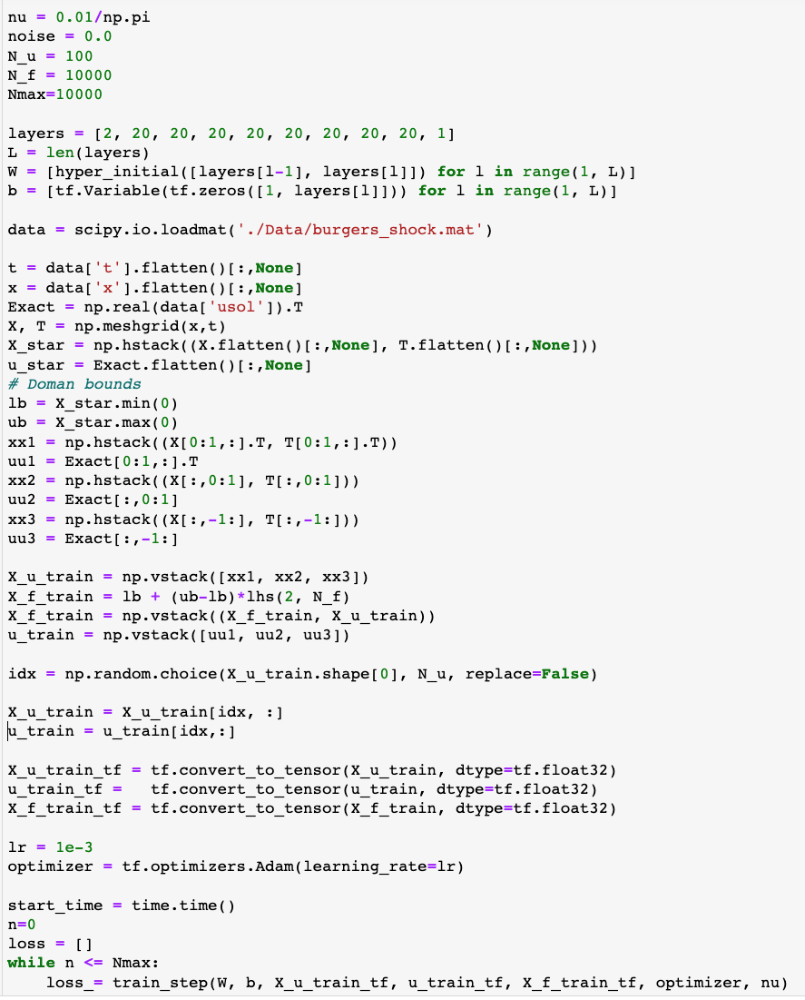 nu = 0.01/np.pi
noise = 0.0
N_u = 100
N_f = 10000
Nmax=10000

layers = [2, 20, 20, 20, 20, 20, 20, 20, 20, 1]
L = len(layers)
W = [hyper_initial([layers[l-1], layers[l]]) for l in range(1, L)]
b = [tf.Variable(tf.zeros([1, layers[l]])) for l in range(1, L)]

data = scipy.io.loadmat('./Data/burgers_shock.mat')

t = data['t'].flatten()[:,None]
x = data['x'].flatten()[:,None]
Exact = np.real(data['usol']).T
X, T = np.meshgrid(x,t)
X_star = np.hstack((X.flatten()[:,None], T.flatten()[:,None]))
u_star = Exact.flatten()[:,None]
# Doman bounds
lb = X_star.min(0)
ub = X_star.max(0)
xx1 = np.hstack((X[0:1,:].T, T[0:1,:].T))
uu1 = Exact[0:1,:].T
xx2 = np.hstack((X[:,0:1], T[:,0:1]))
uu2 = Exact[:,0:1]
xx3 = np.hstack((X[:,-1:], T[:,-1:]))
uu3 = Exact[:,-1:]

X_u_train = np.vstack([xx1, xx2, xx3])
X_f_train = lb + (ub-lb)*lhs(2, N_f)
X_f_train = np.vstack((X_f_train, X_u_train))
u_train = np.vstack([uu1, uu2, uu3])

idx = np.random.choice(X_u_train.shape[0], N_u, replace=False)

X_u_train = X_u_train[idx, :]
u_train = u_train[idx,:]

X_u_train_tf = tf.convert_to_tensor(X_u_train, dtype=tf.float32)
u_train_tf =   tf.convert_to_tensor(u_train, dtype=tf.float32)
X_f_train_tf = tf.convert_to_tensor(X_f_train, dtype=tf.float32)

lr = 1e-3
optimizer = tf.optimizers.Adam(learning_rate=lr)

start_time = time.time()
n=0
loss = []
while n <= Nmax:
    loss_= train_step(W, b, X_u_train_tf, u_train_tf, X_f_train_tf, optimizer, nu)